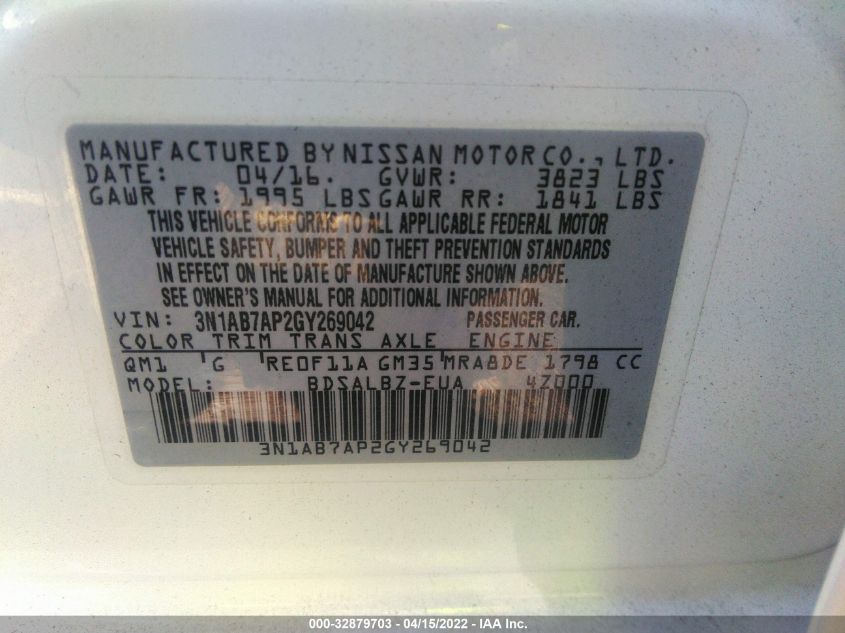 MANUFACTURED BY NISSAN MOTOR CO., LTD.
DATE: 04/16. GVWR: 3823 LBS
GAWR FR: 1995 LBS GAWR RR: 1841 LBS
THIS VEHICLE CONFORMS TO ALL APPLICABLE FEDERAL MOTOR
VEHICLE SAFETY, BUMPER AND THEFT PREVENTION STANDARDS
IN EFFECT ON THE DATE OF MANUFACTURE SHOWN ABOVE.
SEE OWNER'S MANUAL FOR ADDITIONAL INFORMATION.
VIN: 3N1AB7AP2GY269042 PASSENGER CAR.
COLOR TRIM TRANS AXLE ENGINE
QM1 G RE0F11A GM35 MRA8DE 1798 CC
MODEL: BDSALBZ-EUA 4Z000
3N1AB7AP2GY269042
000-32879703 - 04/15/2022 - IAA Inc.